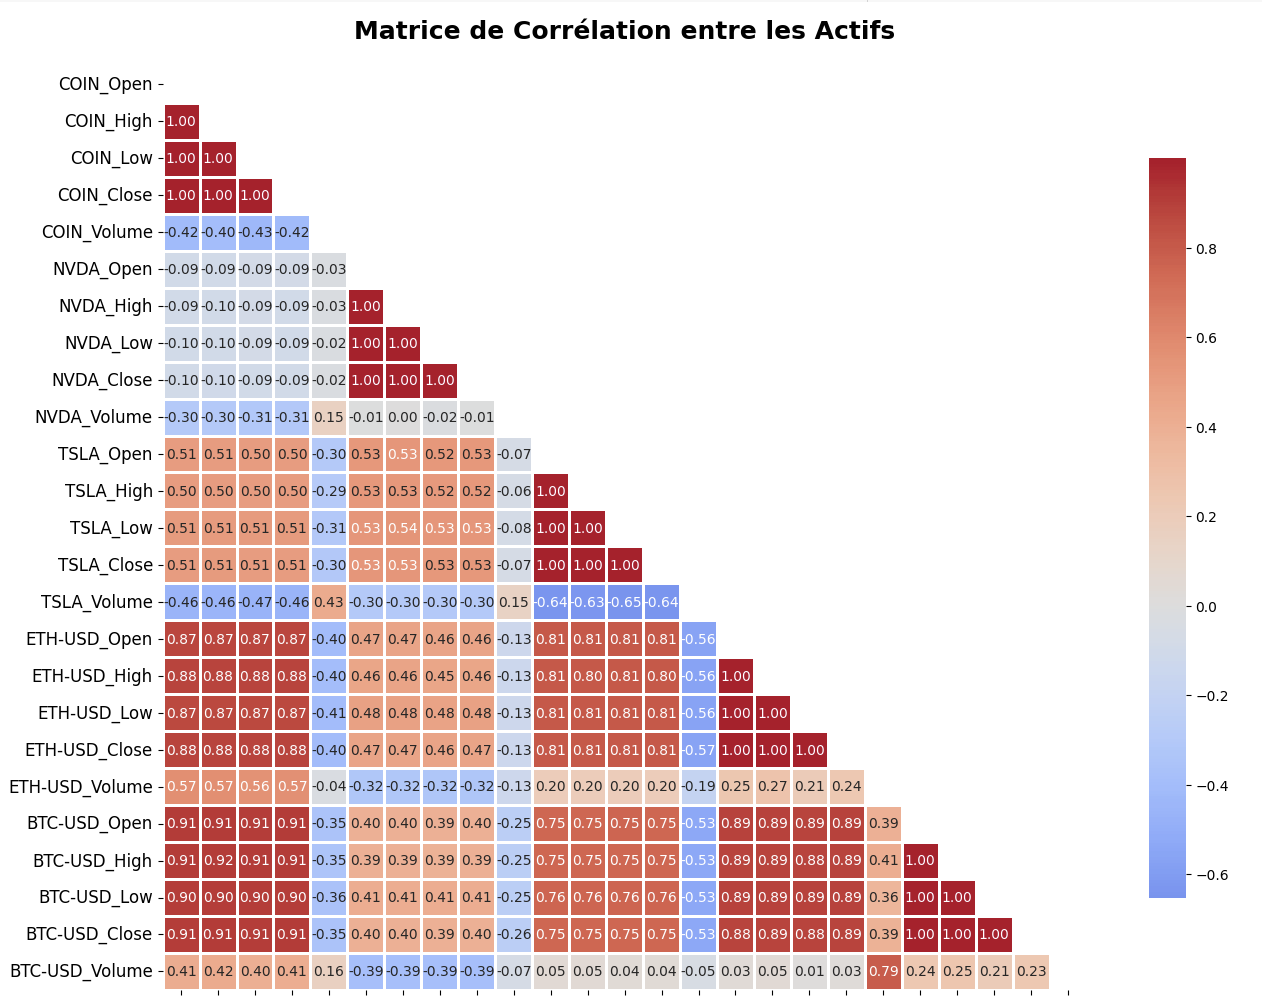 Matrice de Corrélation entre les Actifs
COIN_Open
COIN_High 1.00
COIN_Low 1.00 1.00
COIN_Close 1.00 1.00 1.00
COIN_Volume -0.42 -0.40 -0.43 -0.42
NVDA_Open -0.09 -0.09 -0.09 -0.09 -0.03
NVDA_High -0.09 -0.10 -0.09 -0.09 -0.03 1.00
NVDA_Low -0.10 -0.10 -0.09 -0.09 -0.02 1.00 1.00
NVDA_Close -0.10 -0.10 -0.09 -0.09 -0.02 1.00 1.00 1.00
NVDA_Volume -0.30 -0.30 -0.31 -0.31 0.15 -0.01 0.00 -0.02 -0.01
TSLA_Open 0.51 0.51 0.50 0.50 -0.30 0.53 0.53 0.52 0.53 -0.07
TSLA_High 0.50 0.50 0.50 0.50 -0.29 0.53 0.53 0.52 0.52 -0.06 1.00
TSLA_Low 0.51 0.51 0.51 0.51 -0.31 0.53 0.54 0.53 0.53 -0.08 1.00 1.00
TSLA_Close 0.51 0.51 0.51 0.51 -0.30 0.53 0.53 0.53 0.53 -0.07 1.00 1.00 1.00
TSLA_Volume -0.46 -0.46 -0.47 -0.46 0.43 -0.30 -0.30 -0.30 -0.30 0.15 -0.64 -0.63 -0.65 -0.64
ETH-USD_Open 0.87 0.87 0.87 0.87 -0.40 0.47 0.47 0.46 0.46 -0.13 0.81 0.81 0.81 0.81 -0.56
ETH-USD_High 0.88 0.88 0.88 0.88 -0.40 0.46 0.46 0.45 0.46 -0.13 0.81 0.80 0.81 0.80 -0.56 1.00
ETH-USD_Low 0.87 0.87 0.87 0.87 -0.41 0.48 0.48 0.48 0.48 -0.13 0.81 0.81 0.81 0.81 -0.56 1.00 1.00
ETH-USD_Close 0.88 0.88 0.88 0.88 -0.40 0.47 0.47 0.46 0.47 -0.13 0.81 0.81 0.81 0.81 -0.57 1.00 1.00 1.00
ETH-USD_Volume 0.57 0.57 0.56 0.57 -0.04 -0.32 -0.32 -0.32 -0.32 -0.13 0.20 0.20 0.20 0.20 -0.19 0.25 0.27 0.21 0.24
BTC-USD_Open 0.91 0.91 0.91 0.91 -0.35 0.40 0.40 0.39 0.40 -0.25 0.75 0.75 0.75 0.75 -0.53 0.89 0.89 0.89 0.89 0.39
BTC-USD_High 0.91 0.92 0.91 0.91 -0.35 0.39 0.39 0.39 0.39 -0.25 0.75 0.75 0.75 0.75 -0.53 0.89 0.89 0.88 0.89 0.41 1.00
BTC-USD_Low 0.90 0.90 0.90 0.90 -0.36 0.41 0.41 0.41 0.41 -0.25 0.76 0.76 0.76 0.76 -0.53 0.89 0.89 0.89 0.89 0.36 1.00 1.00
BTC-USD_Close 0.91 0.91 0.91 0.91 -0.35 0.40 0.40 0.39 0.40 -0.26 0.75 0.75 0.75 0.75 -0.53 0.88 0.88 0.88 0.89 0.39 1.00 1.00 1.00
BTC-USD_Volume 0.41 0.42 0.40 0.41 0.16 -0.39 -0.39 -0.39 -0.39 -0.07 0.05 0.05 0.04 0.04 -0.05 0.03 0.05 0.01 0.03 0.79 0.24 0.25 0.21 0.23
0.8
0.6
0.4
0.2
0.0
−0.2
−0.4
−0.6